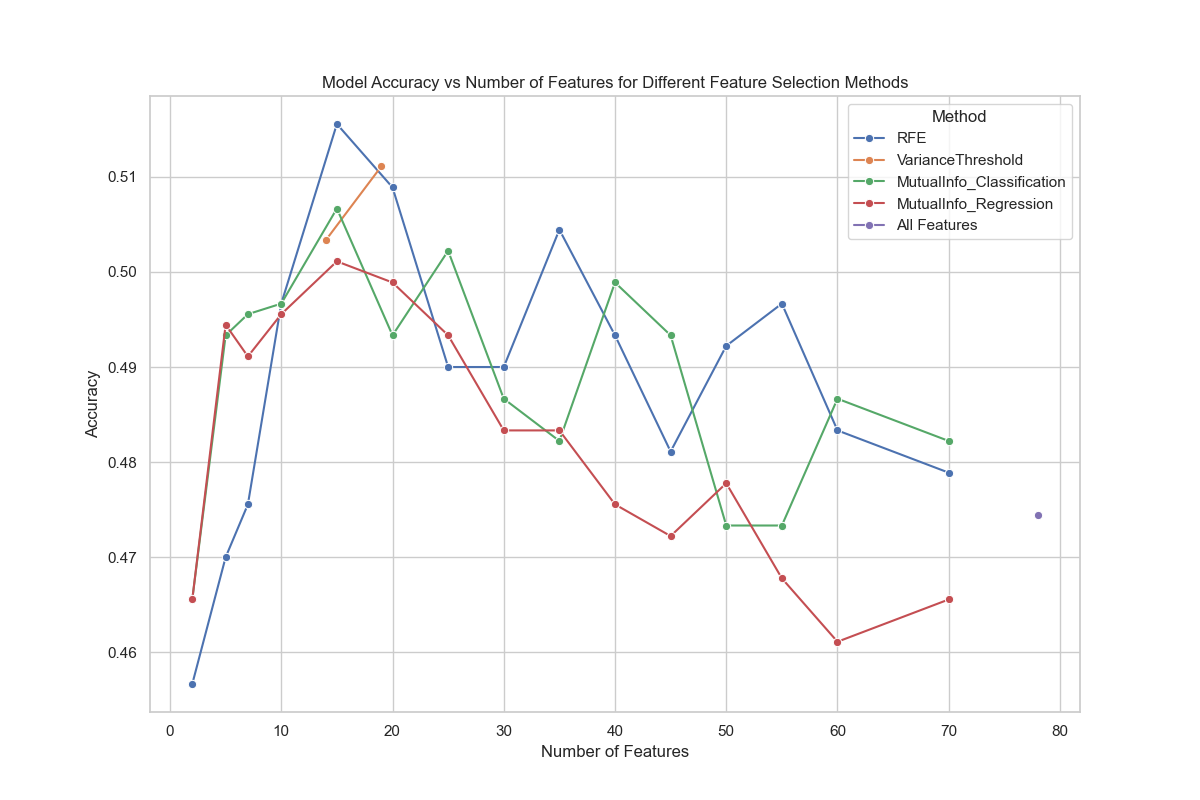 Model Accuracy vs Number of Features for Different Feature Selection Methods
Method
RFE
VarianceThreshold
MutualInfo_Classification
MutualInfo_Regression
All Features
Accuracy
0.51
0.50
0.49
0.48
0.47
0.46
0 10 20 30 40 50 60 70 80
Number of Features